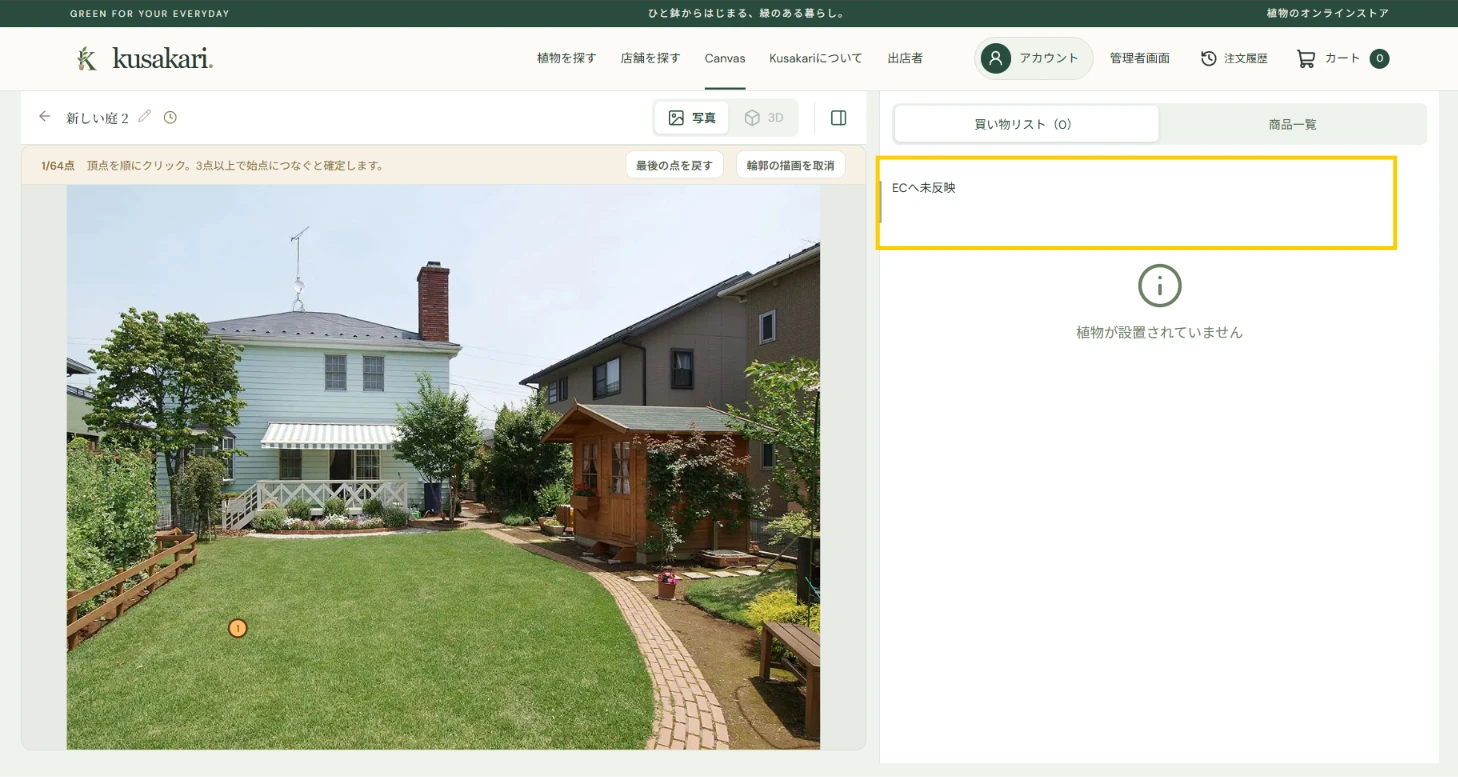 GREEN FOR YOUR EVERYDAY
ひと鉢からはじまる、緑のある暮らし。
植物のオンラインストア
kusakari.
植物を探す
店舗を探す
Canvas
Kusakariについて
出店者
アカウント
管理者画面
注文履歴
カート
0
新しい庭 2
写真
3D
買い物リスト（0）
商品一覧
1/64点 頂点を順にクリック。3点以上で始点につなぐと確定します。
最後の点を戻す
輪郭の描画を取消
ECへ未反映
植物が設置されていません
1